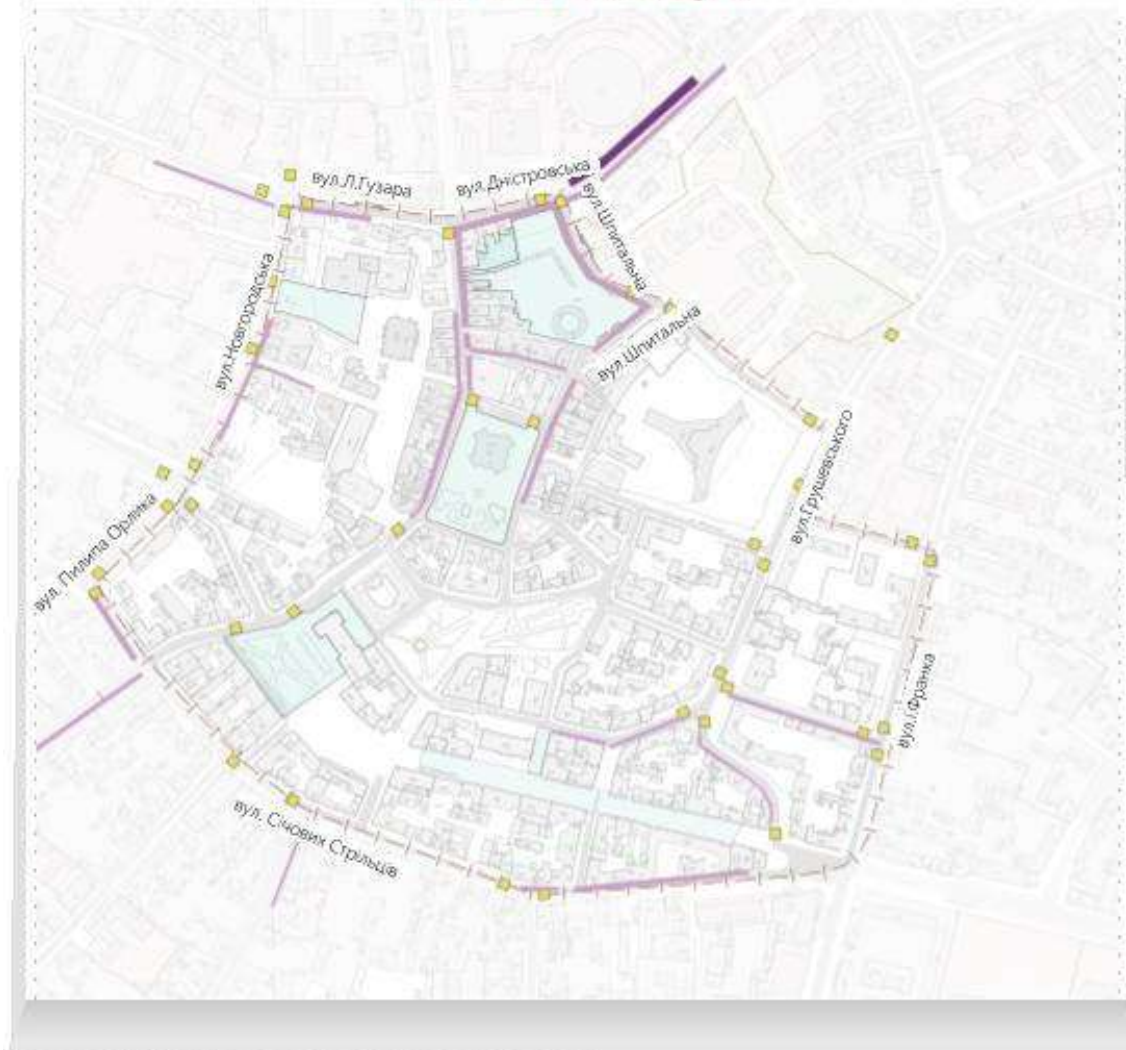 вул.Л.Гузара
вул.Дністровська
вул.Шпитальна
вул.Новгородська
вул.Шпитальна
вул.Грушевського
вул. Пилипа Орлика
вул.І.Франка
вул. Січових Стрільців